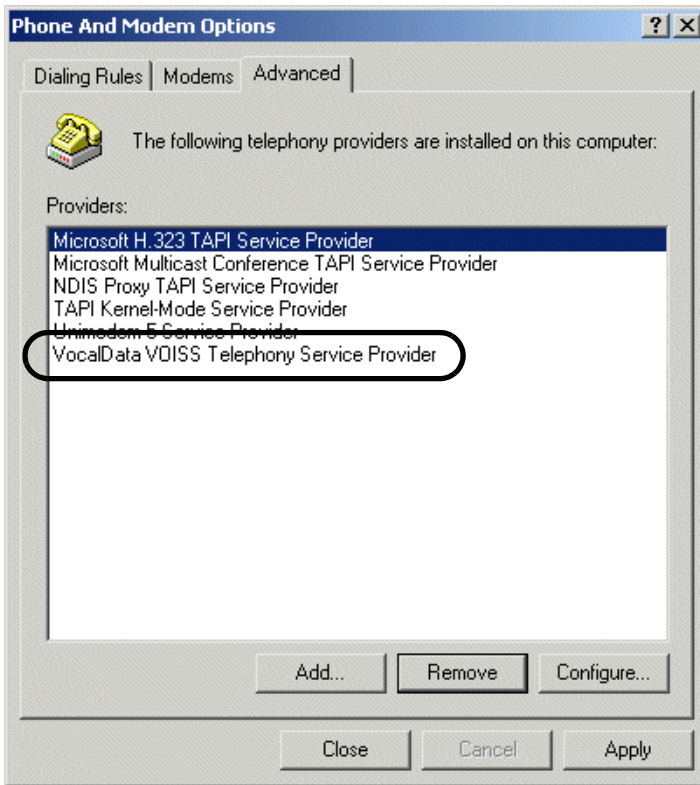 Phone And Modem Options
Dialing Rules Modems Advanced
The following telephony providers are installed on this computer:
Providers:
Microsoft H.323 TAPI Service Provider
Microsoft Multicast Conference TAPI Service Provider
NDIS Proxy TAPI Service Provider
TAPI Kernel-Mode Service Provider
Unimodem 5 Service Provider
VocalData VOISS Telephony Service Provider
Add... Remove Configure...
Close Cancel Apply